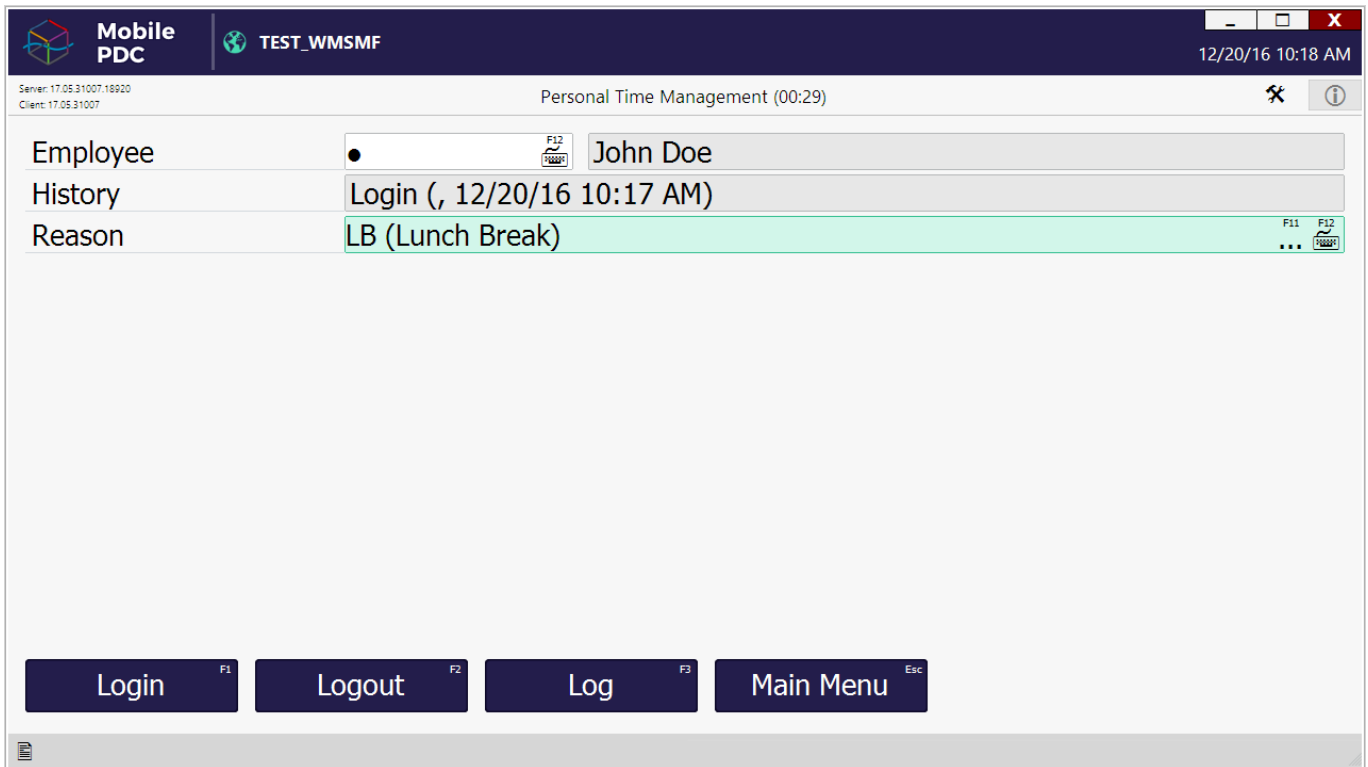 Mobile
PDC
TEST_WMSMF
X
12/20/16 10:18 AM
Server: 17.05.31007.18920
Client: 17.05.31007
Personal Time Management (00:29)
Employee
F12
John Doe
History
Login (, 12/20/16 10:17 AM)
Reason
LB (Lunch Break)
F11
...
F12
Login F1
Logout F2
Log F3
Main Menu Esc